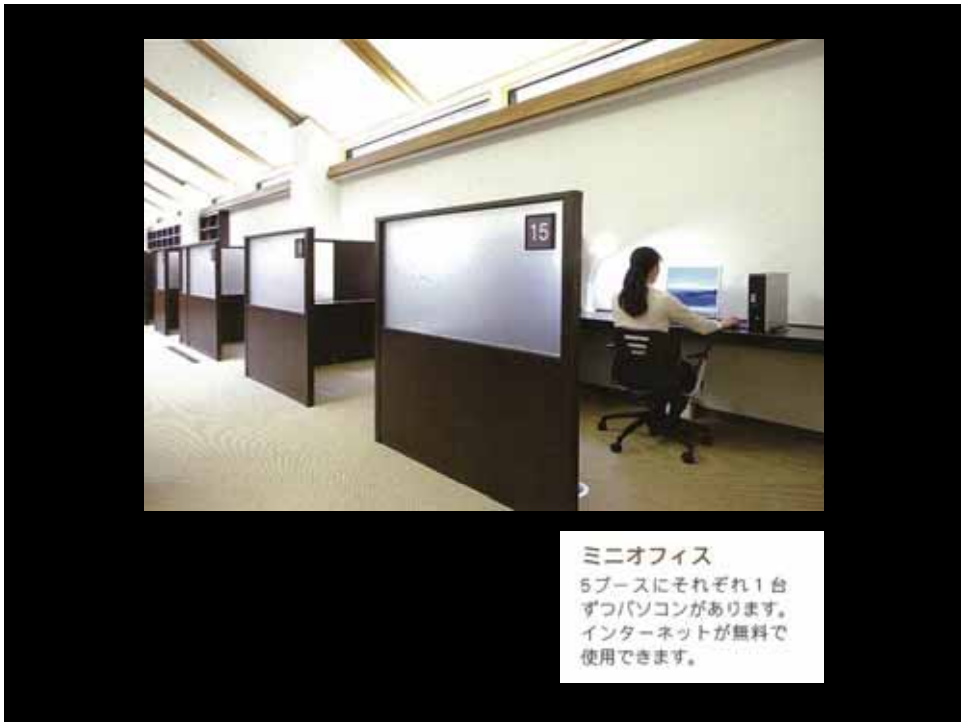 15
ミニオフィス
5ブースにそれぞれ1台
ずつパソコンがあります。
インターネットが無料で
使用できます。